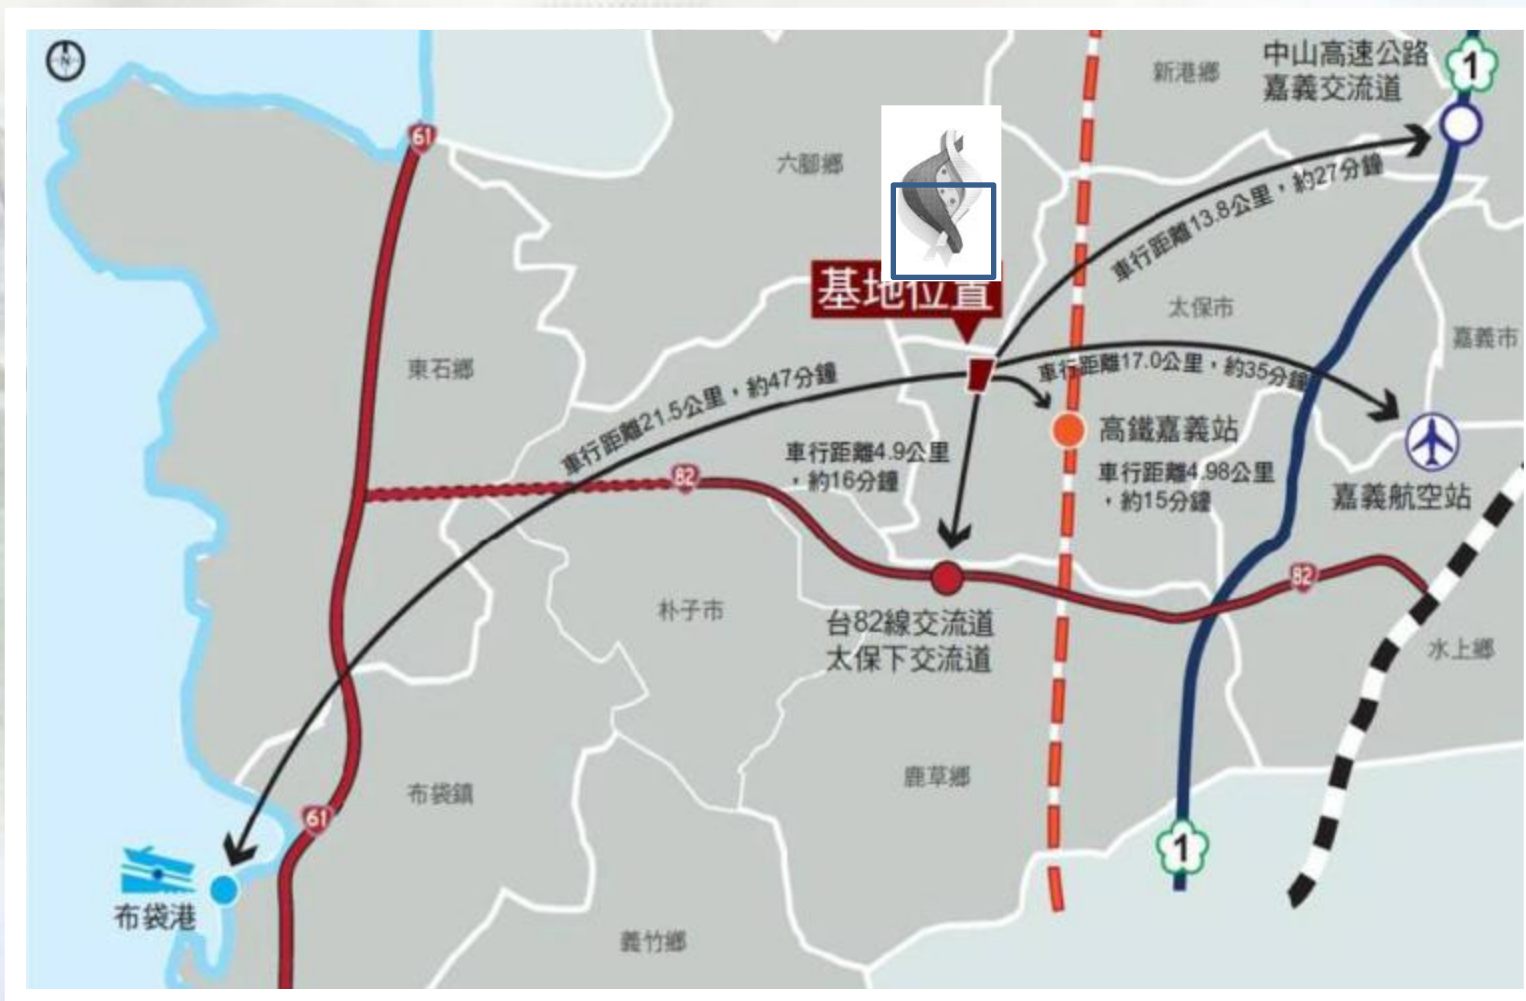 N
中山高速公路
嘉義交流道
1
新港鄉
61
六腳鄉
車行距離13.8公里，約27分鐘
基地位置
太保市
嘉義市
東石鄉
車行距離21.5公里，約47分鐘
車行距離17.0公里，約35分鐘
高鐵嘉義站
車行距離4.9公里
，約16分鐘
車行距離4.98公里
，約15分鐘
82
嘉義航空站
82
朴子市
台82線交流道
太保下交流道
水上鄉
鹿草鄉
布袋鎮
61
1
布袋港
義竹鄉